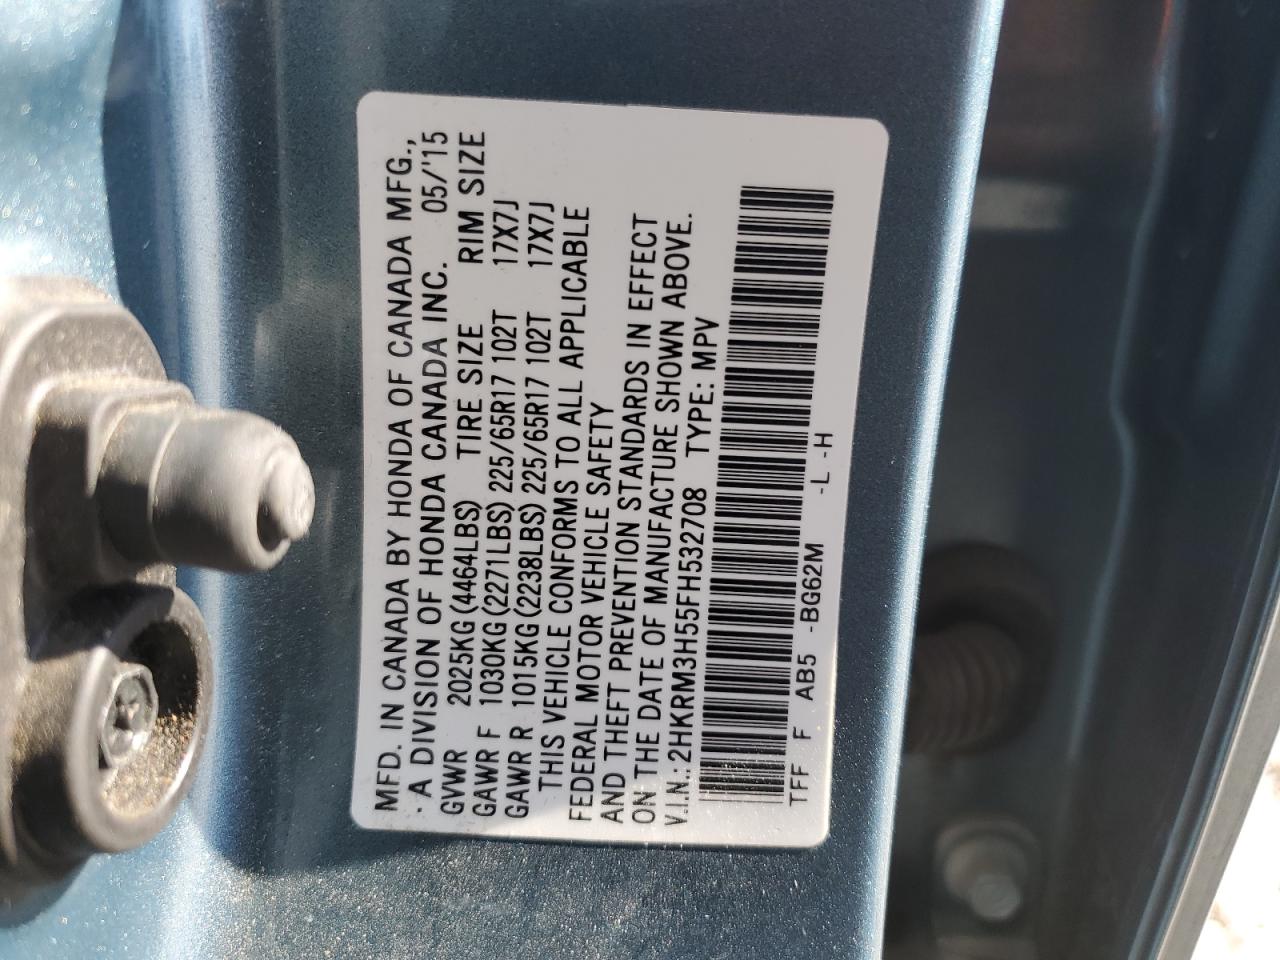 MFD. IN CANADA BY HONDA OF CANADA MFG.,
A DIVISION OF HONDA CANADA INC. 05/'15
GVWR 2025KG(4464LBS) TIRE SIZE RIM SIZE
GAWR F 1030KG(2271LBS) 225/65R17 102T 17X7J
GAWR R 1015KG(2238LBS) 225/65R17 102T 17X7J
THIS VEHICLE CONFORMS TO ALL APPLICABLE
FEDERAL MOTOR VEHICLE SAFETY
AND THEFT PREVENTION STANDARDS IN EFFECT
ON THE DATE OF MANUFACTURE SHOWN ABOVE.
V.I.N.: 2HKRM3H55FH532708 TYPE: MPV
TFF F AB5 -BG62M -L -H